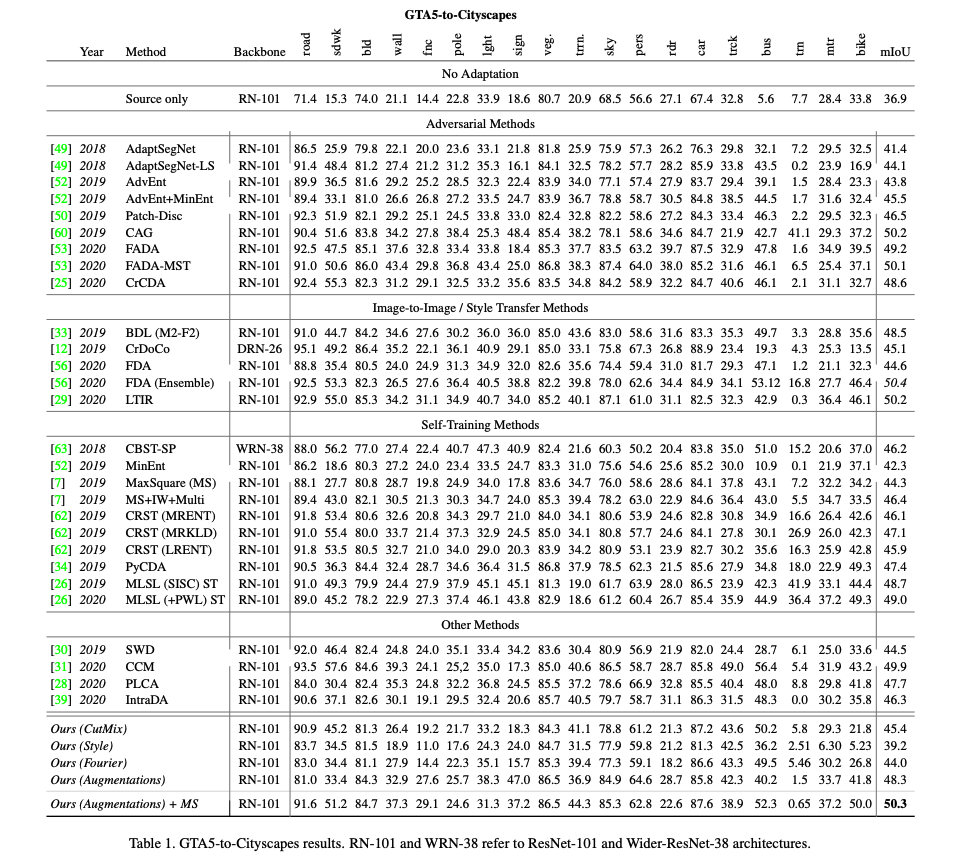 GTA5-to-Cityscapes
Year Method Backbone road sdwk bld wall fnc pole lght sign veg. trrn. sky pers rdr car trck bus trn mtr bike mIoU
No Adaptation
Source only RN-101 71.4 15.3 74.0 21.1 14.4 22.8 33.9 18.6 80.7 20.9 68.5 56.6 27.1 67.4 32.8 5.6 7.7 28.4 33.8 36.9
Adversarial Methods
[49] 2018 AdaptSegNet RN-101 86.5 25.9 79.8 22.1 20.0 23.6 33.1 21.8 81.8 25.9 75.9 57.3 26.2 76.3 29.8 32.1 7.2 29.5 32.5 41.4
[49] 2018 AdaptSegNet-LS RN-101 91.4 48.4 81.2 27.4 21.2 31.2 35.3 16.1 84.1 32.5 78.2 57.7 28.2 85.9 33.8 43.5 0.2 23.9 16.9 44.1
[52] 2019 AdvEnt RN-101 89.9 36.5 81.6 29.2 25.2 28.5 32.3 22.4 83.9 34.0 77.1 57.4 27.9 83.7 29.4 39.1 1.5 28.4 23.3 43.8
[52] 2019 AdvEnt+MinEnt RN-101 89.4 33.1 81.0 26.6 26.8 27.2 33.5 24.7 83.9 36.7 78.8 58.7 30.5 84.8 38.5 44.5 1.7 31.6 32.4 45.5
[50] 2019 Patch-Disc RN-101 92.3 51.9 82.1 29.2 25.1 24.5 33.8 33.0 82.4 32.8 82.2 58.6 27.2 84.3 33.4 46.3 2.2 29.5 32.3 46.5
[60] 2019 CAG RN-101 90.4 51.6 83.8 34.2 27.8 38.4 25.3 48.4 85.4 38.2 78.1 58.6 34.6 84.7 21.9 42.7 41.1 29.3 37.2 50.2
[53] 2020 FADA RN-101 92.5 47.5 85.1 37.6 32.8 33.4 33.8 18.4 85.3 37.7 83.5 63.2 39.7 87.5 32.9 47.8 1.6 34.9 39.5 49.2
[53] 2020 FADA-MST RN-101 91.0 50.6 86.0 43.4 29.8 36.8 43.4 25.0 86.8 38.3 87.4 64.0 38.0 85.2 31.6 46.1 6.5 25.4 37.1 50.1
[25] 2020 CrCDA RN-101 92.4 55.3 82.3 31.2 29.1 32.5 33.2 35.6 83.5 34.8 84.2 58.9 32.2 84.7 40.6 46.1 2.1 31.1 32.7 48.6
Image-to-Image / Style Transfer Methods
[33] 2019 BDL (M2-F2) RN-101 91.0 44.7 84.2 34.6 27.6 30.2 36.0 36.0 85.0 43.6 83.0 58.6 31.6 83.3 35.3 49.7 3.3 28.8 35.6 48.5
[12] 2019 CrDoCo DRN-26 95.1 49.2 86.4 35.2 22.1 36.1 40.9 29.1 85.0 33.1 75.8 67.3 26.8 88.9 23.4 19.3 4.3 25.3 13.5 45.1
[56] 2020 FDA RN-101 88.8 35.4 80.5 24.0 24.9 31.3 34.9 32.0 82.6 35.6 74.4 59.4 31.0 81.7 29.3 47.1 1.2 21.1 32.3 44.6
[56] 2020 FDA (Ensemble) RN-101 92.5 53.3 82.3 26.5 27.6 36.4 40.5 38.8 82.2 39.8 78.0 62.6 34.4 84.9 34.1 53.12 16.8 27.7 46.4 50.4
[29] 2020 LTIR RN-101 92.9 55.0 85.3 34.2 31.1 34.9 40.7 34.0 85.2 40.1 87.1 61.0 31.1 82.5 32.3 42.9 0.3 36.4 46.1 50.2
Self-Training Methods
[63] 2018 CBST-SP WRN-38 88.0 56.2 77.0 27.4 22.4 40.7 47.3 40.9 82.4 21.6 60.3 50.2 20.4 83.8 35.0 51.0 15.2 20.6 37.0 46.2
[52] 2019 MinEnt RN-101 86.2 18.6 80.3 27.2 24.0 23.4 33.5 24.7 83.3 31.0 75.6 54.6 25.6 85.2 30.0 10.9 0.1 21.9 37.1 42.3
[7] 2019 MaxSquare (MS) RN-101 88.1 27.7 80.8 28.7 19.8 24.9 34.0 17.8 83.6 34.7 76.0 58.6 28.6 84.1 37.8 43.1 7.2 32.2 34.2 44.3
[7] 2019 MS+IW+Multi RN-101 89.4 43.0 82.1 30.5 21.3 30.3 34.7 24.0 85.3 39.4 78.2 63.0 22.9 84.6 36.4 43.0 5.5 34.7 33.5 46.4
[62] 2019 CRST (MRENT) RN-101 91.8 53.4 80.6 32.6 20.8 34.3 29.7 21.0 84.0 34.1 80.6 53.9 24.6 82.8 30.8 34.9 16.6 26.4 42.6 46.1
[62] 2019 CRST (MRKLD) RN-101 91.0 55.4 80.0 33.7 21.4 37.3 32.9 24.5 85.0 34.1 80.8 57.7 24.6 84.1 27.8 30.1 26.9 26.0 42.3 47.1
[62] 2019 CRST (LRENT) RN-101 91.8 53.5 80.5 32.7 21.0 34.0 29.0 20.3 83.9 34.2 80.9 53.1 23.9 82.7 30.2 35.6 16.3 25.9 42.8 45.9
[34] 2019 PyCDA RN-101 90.5 36.3 84.4 32.4 28.7 34.6 36.4 31.5 86.8 37.9 78.5 62.3 21.5 85.6 27.9 34.8 18.0 22.9 49.3 47.4
[26] 2019 MLSL (SISC) ST RN-101 91.0 49.3 79.9 24.4 27.9 37.9 45.1 45.1 81.3 19.0 61.7 63.9 28.0 86.5 23.9 42.3 41.9 33.1 44.4 48.7
[26] 2020 MLSL (+PWL) ST RN-101 89.0 45.2 78.2 22.9 27.3 37.4 46.1 43.8 82.9 18.6 61.2 60.4 26.7 85.4 35.9 44.9 36.4 37.2 49.3 49.0
Other Methods
[30] 2019 SWD RN-101 92.0 46.4 82.4 24.8 24.0 35.1 33.4 34.2 83.6 30.4 80.9 56.9 21.9 82.0 24.4 28.7 6.1 25.0 33.6 44.5
[31] 2020 CCM RN-101 93.5 57.6 84.6 39.3 24.1 25,2 35.0 17.3 85.0 40.6 86.5 58.7 28.7 85.8 49.0 56.4 5.4 31.9 43.2 49.9
[28] 2020 PLCA RN-101 84.0 30.4 82.4 35.3 24.8 32.2 36.8 24.5 85.5 37.2 78.6 66.9 32.8 85.5 40.4 48.0 8.8 29.8 41.8 47.7
[39] 2020 IntraDA RN-101 90.6 37.1 82.6 30.1 19.1 29.5 32.4 20.6 85.7 40.5 79.7 58.7 31.1 86.3 31.5 48.3 0.0 30.2 35.8 46.3
Ours (CutMix) RN-101 90.9 45.2 81.3 26.4 19.2 21.7 33.2 18.3 84.3 41.1 78.8 61.2 21.3 87.2 43.6 50.2 5.8 29.3 21.8 45.4
Ours (Style) RN-101 83.7 34.5 81.5 18.9 11.0 17.6 24.3 24.0 84.7 31.5 77.9 59.8 21.2 81.3 42.5 36.2 2.51 6.30 5.23 39.2
Ours (Fourier) RN-101 83.0 34.4 81.1 27.9 14.4 22.3 35.1 15.7 85.3 39.4 77.3 59.1 18.2 86.6 43.3 49.5 5.46 30.2 26.8 44.0
Ours (Augmentations) RN-101 81.0 33.4 84.3 32.9 27.6 25.7 38.3 47.0 86.5 36.9 84.9 64.6 28.7 85.8 42.3 40.2 1.5 33.7 41.8 48.3
Ours (Augmentations) + MS RN-101 91.6 51.2 84.7 37.3 29.1 24.6 31.3 37.2 86.5 44.3 85.3 62.8 22.6 87.6 38.9 52.3 0.65 37.2 50.0 50.3
Table 1. GTA5-to-Cityscapes results. RN-101 and WRN-38 refer to ResNet-101 and Wider-ResNet-38 architectures.